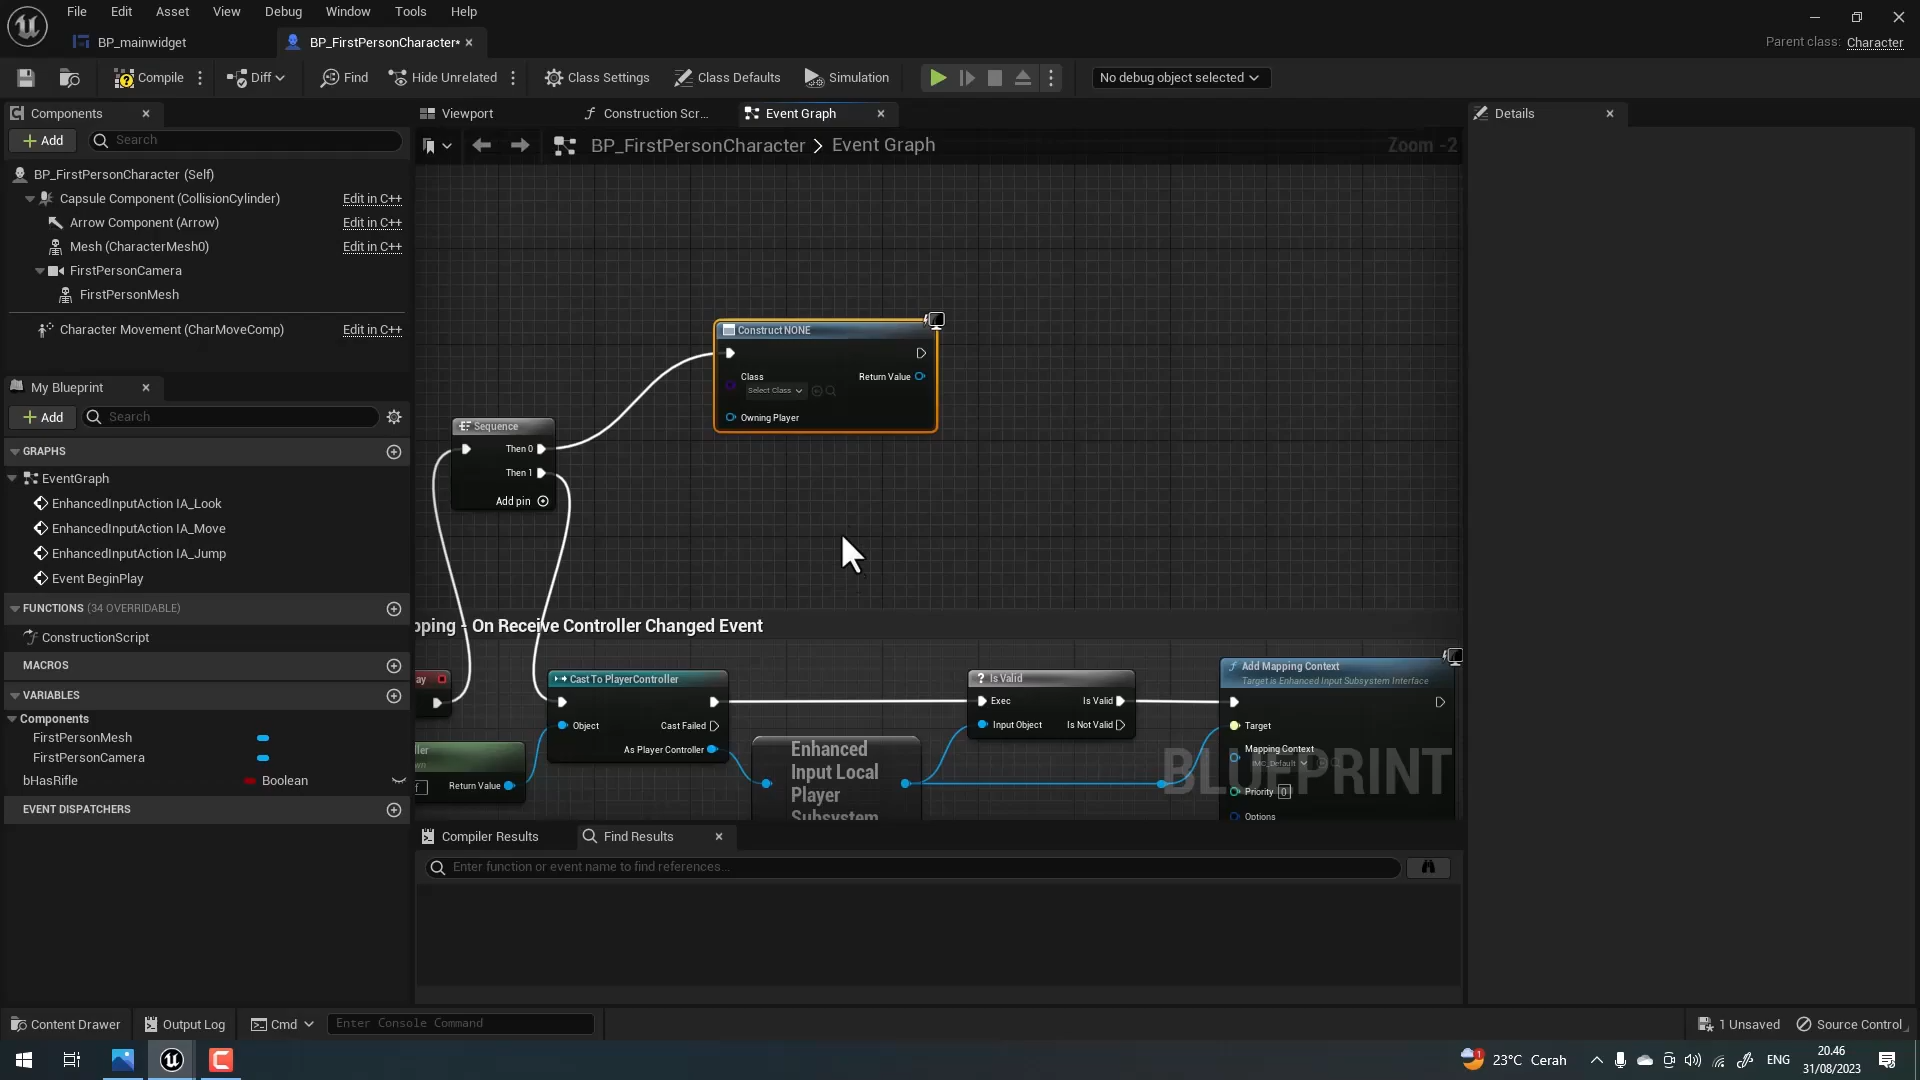 File Edit Asset View Debug Window Tools Help
BP_mainwidget
BP_FirstPersonCharacter*
Parent class: Character
Compile
Diff
Find
Hide Unrelated
Class Settings
Class Defaults
Simulation
No debug object selected
Components
Add
Search
BP_FirstPersonCharacter (Self)
Capsule Component (CollisionCylinder) Edit in C++
Arrow Component (Arrow) Edit in C++
Mesh (CharacterMesh0) Edit in C++
FirstPersonCamera
FirstPersonMesh
Character Movement (CharMoveComp) Edit in C++
My Blueprint
Add
Search
GRAPHS
EventGraph
EnhancedInputAction IA_Look
EnhancedInputAction IA_Move
EnhancedInputAction IA_Jump
Event BeginPlay
FUNCTIONS (34 OVERRIDABLE)
ConstructionScript
MACROS
VARIABLES
Components
FirstPersonMesh
FirstPersonCamera
bHasRifle Boolean
EVENT DISPATCHERS
Viewport
Construction Scr...
Event Graph
BP_FirstPersonCharacter > Event Graph
Zoom -2
Construct NONE
Class
Select Class
Return Value
Owning Player
Sequence
Then 0
Then 1
Add pin
pping - On Receive Controller Changed Event
ay
ller
wn
Return Value
Cast To PlayerController
Object
Cast Failed
As Player Controller
Enhanced
Input Local
Player
Subsystem
? Is Valid
Exec
Is Valid
Input Object
Is Not Valid
Add Mapping Context
Target is Enhanced Input Subsystem Interface
Target
Mapping Context
IMC_Default
Priority 0
Options
BLUEPRINT
Compiler Results
Find Results
Enter function or event name to find references...
Details
Content Drawer
Output Log
Cmd
Enter Console Command
1 Unsaved
Source Control
23°C Cerah
ENG
20.46
31/08/2023